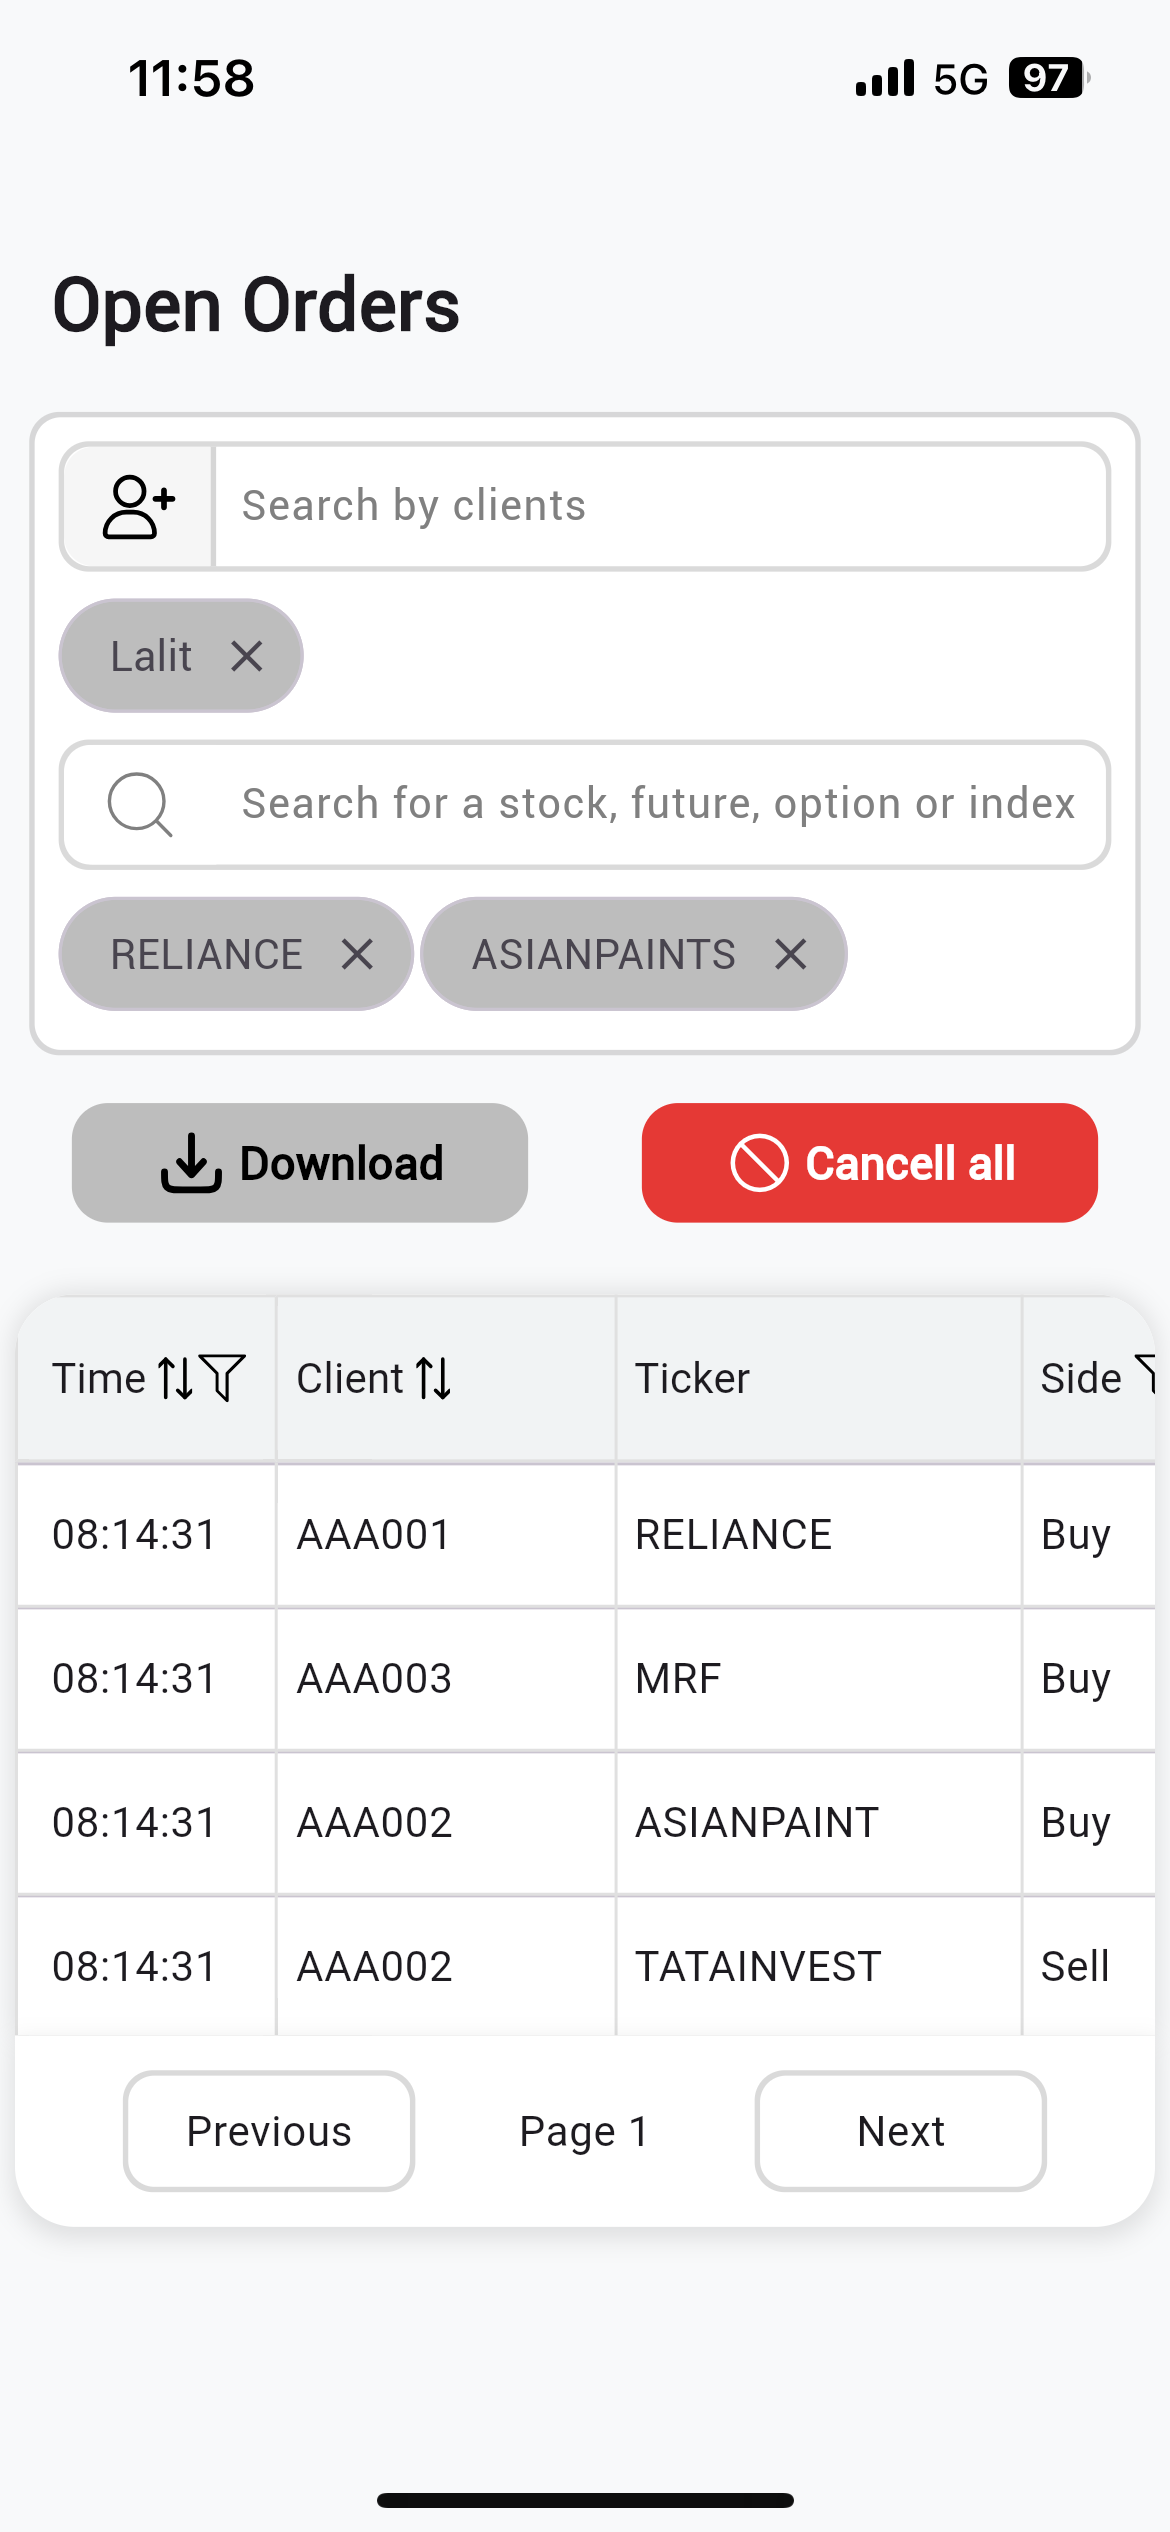 11:58 5G 97
Open Orders
Search by clients
Lalit
Search for a stock, future, option or index
RELIANCE ASIANPAINTS
Download Cancell all
Time Client Ticker Side
08:14:31 AAA001 RELIANCE Buy
08:14:31 AAA003 MRF Buy
08:14:31 AAA002 ASIANPAINT Buy
08:14:31 AAA002 TATAINVEST Sell
Previous Page 1 Next